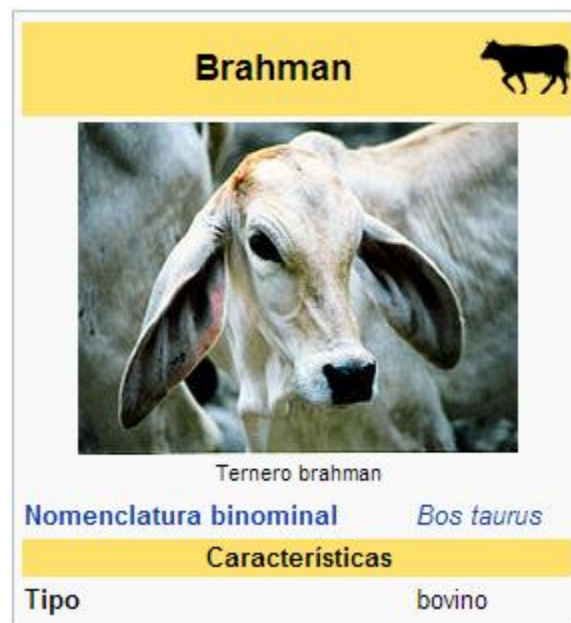 Brahman
Ternero brahman
Nomenclatura binominal Bos taurus
Características
Tipo bovino